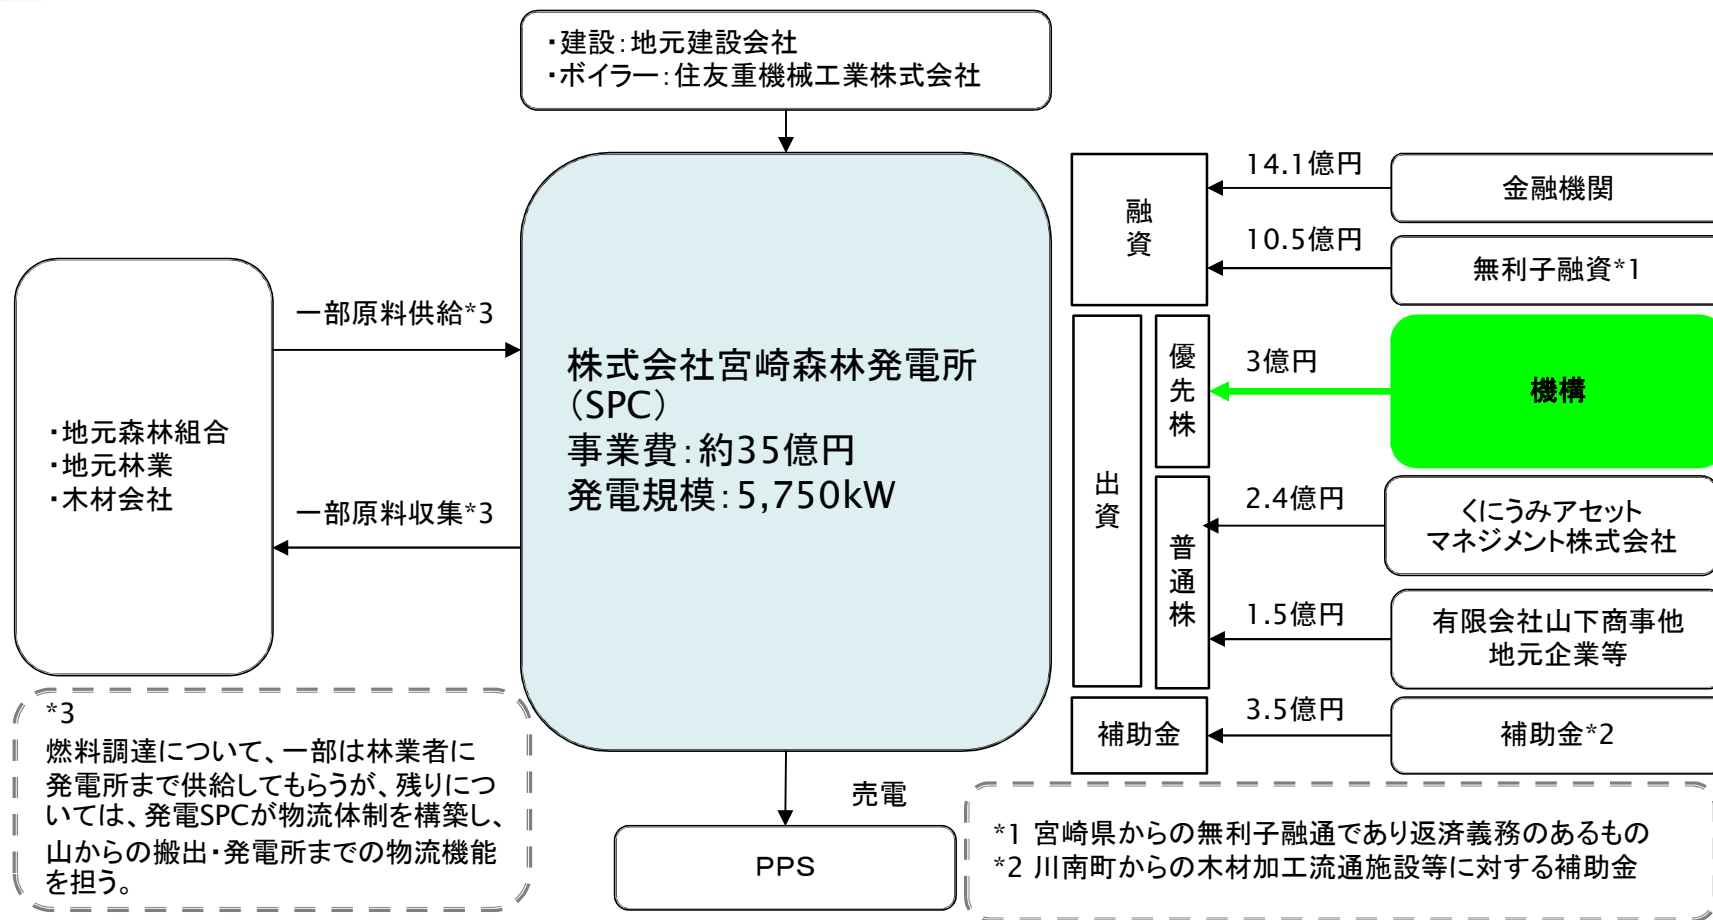 ・建設：地元建設会社
・ボイラー：住友重機械工業株式会社
・地元森林組合
・地元林業
・木材会社
一部原料供給*3
一部原料収集*3
株式会社宮崎森林発電所
（SPC）
事業費：約35億円
発電規模：5,750kW
融資
14.1億円
金融機関
10.5億円
無利子融資*1
出資
優先株
3億円
機構
普通株
2.4億円
くにうみアセット
マネジメント株式会社
1.5億円
有限会社山下商事他
地元企業等
補助金
3.5億円
補助金*2
売電
PPS
*3
燃料調達について、一部は林業者に
発電所まで供給してもらうが、残りにつ
いては、発電SPCが物流体制を構築し、
山からの搬出・発電所までの物流機能
を担う。
*1 宮崎県からの無利子融通であり返済義務のあるもの
*2 川南町からの木材加工流通施設等に対する補助金